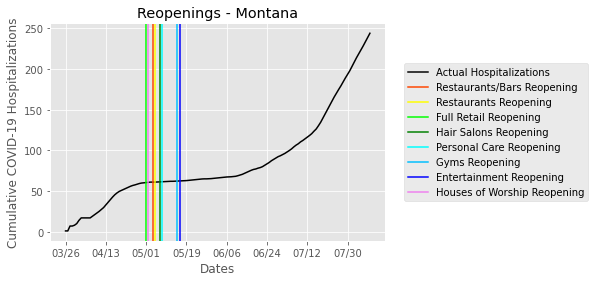 Reopenings - Montana
Cumulative COVID-19 Hospitalizations
250
200
150
100
50
0
03/26 04/13 05/01 05/19 06/06 06/24 07/12 07/30
Dates
Actual Hospitalizations
Restaurants/Bars Reopening
Restaurants Reopening
Full Retail Reopening
Hair Salons Reopening
Personal Care Reopening
Gyms Reopening
Entertainment Reopening
Houses of Worship Reopening